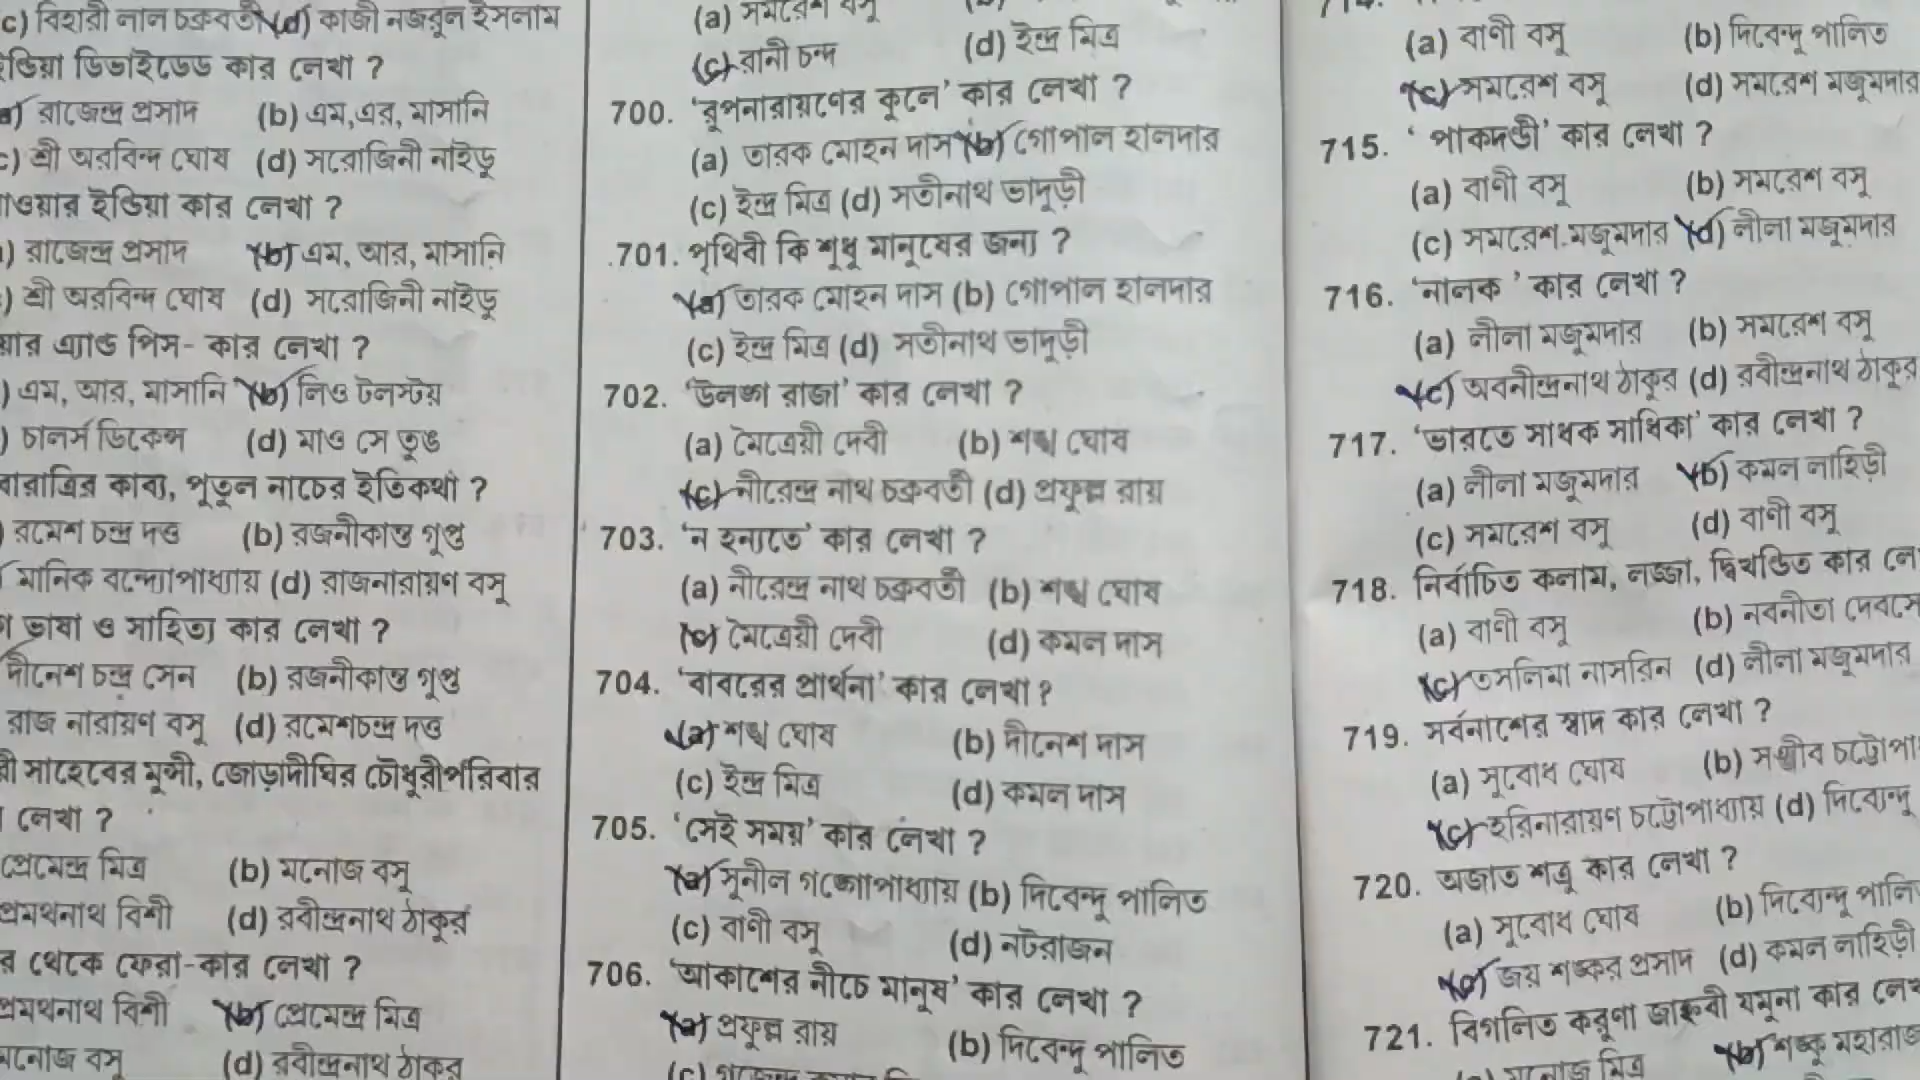 c) বিহারী লাল চক্রবর্তী (d) কাজী নজরুল ইসলাম
ডিভাইডেড কার লেখা ?
রাজেন্দ্র প্রসাদ (b) এম,এর, মাসানি
শ্রী অরবিন্দ ঘোষ (d) সরোজিনী নাইডু
ইন্ডিয়া কার লেখা ?
) রাজেন্দ্র প্রসাদ (b) এম, আর, মাসানি
) শ্রী অরবিন্দ ঘোষ (d) সরোজিনী নাইডু
এ্যান্ড পিস- কার লেখা ?
) এম, আর, মাসানি (b) লিও টলস্টয়
) চালর্স ডিকেন্স (d) মাও সে তুঙ
কাব্য, পুতুল নাচের ইতিকথা ?
রমেশ চন্দ্র দত্ত (b) রজনীকান্ত গুপ্ত
মানিক বন্দ্যোপাধ্যায় (d) রাজনারায়ণ বসু
ভাষা ও সাহিত্য কার লেখা ?
দীনেশ চন্দ্র সেন (b) রজনীকান্ত গুপ্ত
রাজ নারায়ণ বসু (d) রমেশচন্দ্র দত্ত
সাহেবের মুন্সী, জোড়াদীঘির চৌধুরীপরিবার
লেখা ?
প্রেমেন্দ্র মিত্র (b) মনোজ বসু
প্রমথনাথ বিশী (d) রবীন্দ্রনাথ ঠাকুর
থেকে ফেরা-কার লেখা ?
প্রমথনাথ বিশী (b) প্রেমেন্দ্র মিত্র
মনোজ বসু (d) রবীন্দ্রনাথ ঠাকুর
(a) সমরেশ বসু
(c) রানী চন্দ (d) ইন্দ্র মিত্র
700. 'রূপনারায়ণের কূলে' কার লেখা ?
(a) তারক মোহন দাস (b) গোপাল হালদার
(c) ইন্দ্র মিত্র (d) সতীনাথ ভাদুড়ী
701. পৃথিবী কি শুধু মানুষের জন্য ?
(a) তারক মোহন দাস (b) গোপাল হালদার
(c) ইন্দ্র মিত্র (d) সতীনাথ ভাদুড়ী
702. 'উলঙ্গ রাজা' কার লেখা ?
(a) মৈত্রেয়ী দেবী (b) শঙ্খ ঘোষ
(c) নীরেন্দ্র নাথ চক্রবর্তী (d) প্রফুল্ল রায়
703. 'ন হন্যতে' কার লেখা ?
(a) নীরেন্দ্র নাথ চক্রবর্তী (b) শঙ্খ ঘোষ
(c) মৈত্রেয়ী দেবী (d) কমল দাস
704. 'বাবরের প্রার্থনা' কার লেখা ?
(a) শঙ্খ ঘোষ (b) দীনেশ দাস
(c) ইন্দ্র মিত্র (d) কমল দাস
705. 'সেই সময়' কার লেখা ?
(a) সুনীল গঙ্গোপাধ্যায় (b) দিবেন্দু পালিত
(c) বাণী বসু (d) নটরাজন
706. 'আকাশের নীচে মানুষ' কার লেখা ?
(a) প্রফুল্ল রায় (b) দিবেন্দু পালিত
(a) বাণী বসু (b) দিবেন্দু পালিত
(c) সমরেশ বসু (d) সমরেশ মজুমদার
715. ' পাকদণ্ডী' কার লেখা ?
(a) বাণী বসু (b) সমরেশ বসু
(c) সমরেশ মজুমদার (d) লীলা মজুমদার
716. 'নালক ' কার লেখা ?
(a) লীলা মজুমদার (b) সমরেশ বসু
(c) অবনীন্দ্রনাথ ঠাকুর (d) রবীন্দ্রনাথ ঠাকুর
717. 'ভারতে সাধক সাধিকা' কার লেখা ?
(a) লীলা মজুমদার (b) কমল লাহিড়ী
(c) সমরেশ বসু (d) বাণী বসু
718. নির্বাচিত কলাম, লজ্জা, দ্বিখণ্ডিত কার লে
(a) বাণী বসু (b) নবনীতা দেবসে
(c) তসলিমা নাসরিন (d) লীলা মজুমদার
719. সর্বনাশের স্বাদ কার লেখা ?
(a) সুবোধ ঘোষ (b) সঞ্জীব চট্টোপা
(c) হরিনারায়ণ চট্টোপাধ্যায় (d) দিব্যেন্দু
720. অজাত শত্রু কার লেখা ?
(a) সুবোধ ঘোষ (b) দিব্যেন্দু পালি
(c) জয় শঙ্কর প্রসাদ (d) কমল লাহিড়ী
721. বিগলিত করুণা জাহ্নবী যমুনা কার লেখ
মনোজ মিত্র (b) শঙ্কু মহারাজ